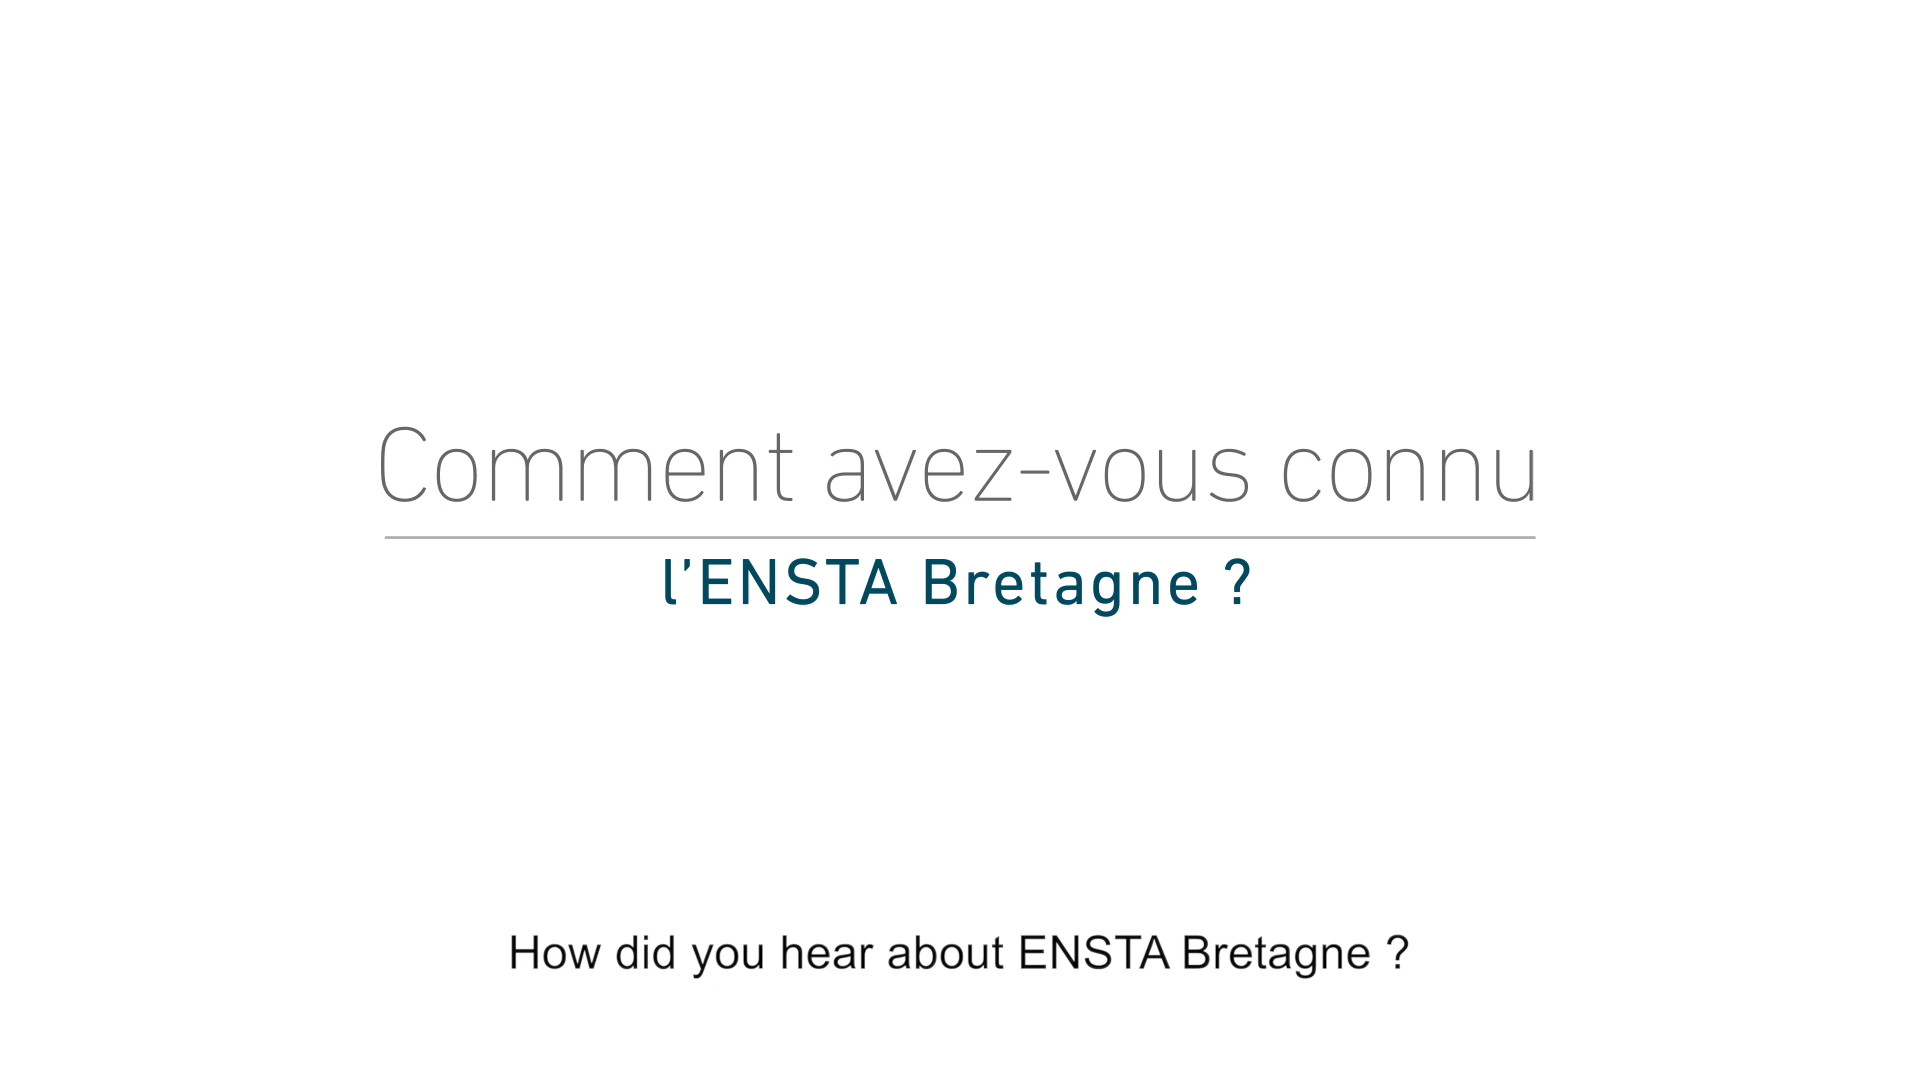 Comment avez-vous connu
l’ENSTA Bretagne ?
How did you hear about ENSTA Bretagne ?